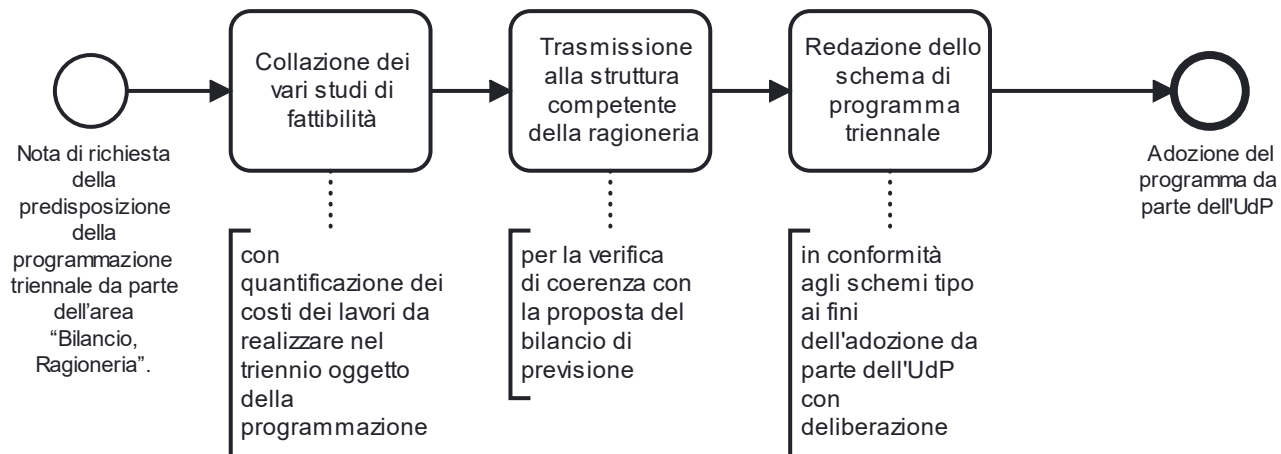 Nota di richiesta
della
predisposizione
della
programmazione
triennale da parte
dell'area
“Bilancio,
Ragioneria”.
Collazione dei
vari studi di
fattibilità
con
quantificazione dei
costi dei lavori da
realizzare nel
triennio oggetto
della
programmazione
Trasmissione
alla struttura
competente
della ragioneria
per la verifica
di coerenza con
la proposta del
bilancio di
previsione
Redazione dello
schema di
programma
triennale
in conformità
agli schemi tipo
ai fini
dell'adozione da
parte dell'UdP
con
deliberazione
Adozione del
programma da
parte dell'UdP